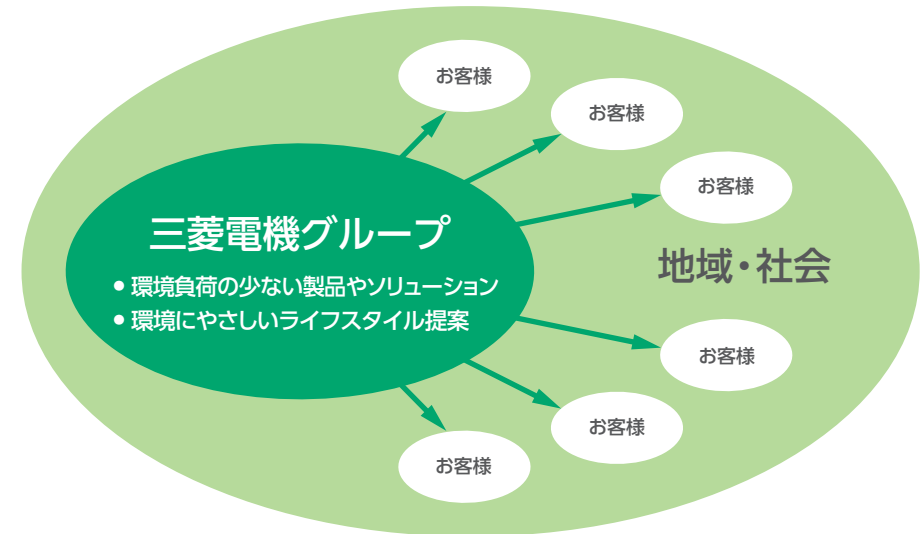 お客様
お客様
お客様
三菱電機グループ
• 環境負荷の少ない製品やソリューション
• 環境にやさしいライフスタイル提案
地域・社会
お客様
お客様
お客様